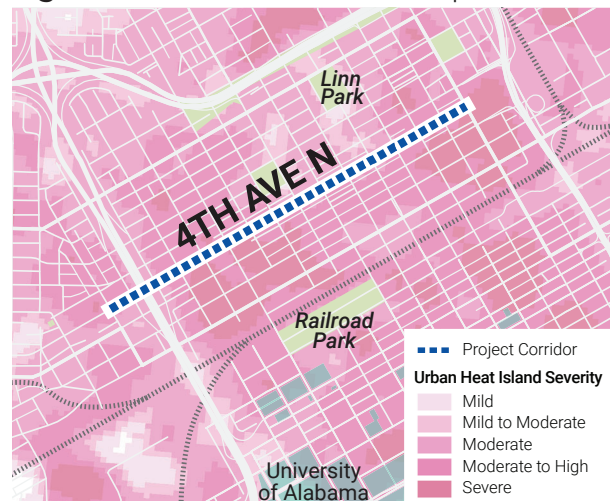 Linn
Park
4TH AVE N
Railroad
Park
University
of Alabama
Project Corridor
Urban Heat Island Severity
Mild
Mild to Moderate
Moderate
Moderate to High
Severe